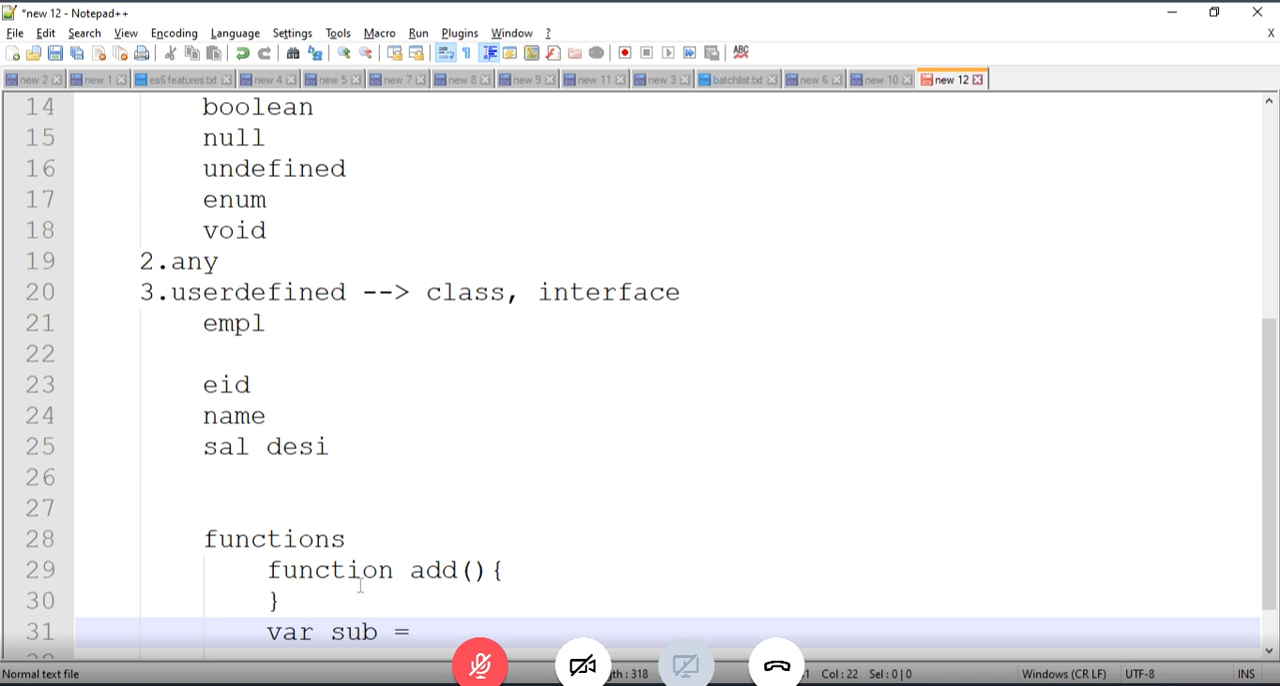 *new 12 - Notepad++
File Edit Search View Encoding Language Settings Tools Macro Run Plugins Window ? X
new 2 new 1 es6 features.txt new 4 new 5 new 7 new 8 new 9 new 11 new 3 batchlist.txt new 6 new 10 new 12
14 boolean
15 null
16 undefined
17 enum
18 void
19 2.any
20 3.userdefined --> class, interface
21 empl
22
23 eid
24 name
25 sal desi
26
27
28 functions
29 function add(){
30 }
31 var sub =
Normal text file Col : 22 Sel : 0 | 0 Windows (CR LF) UTF-8 INS